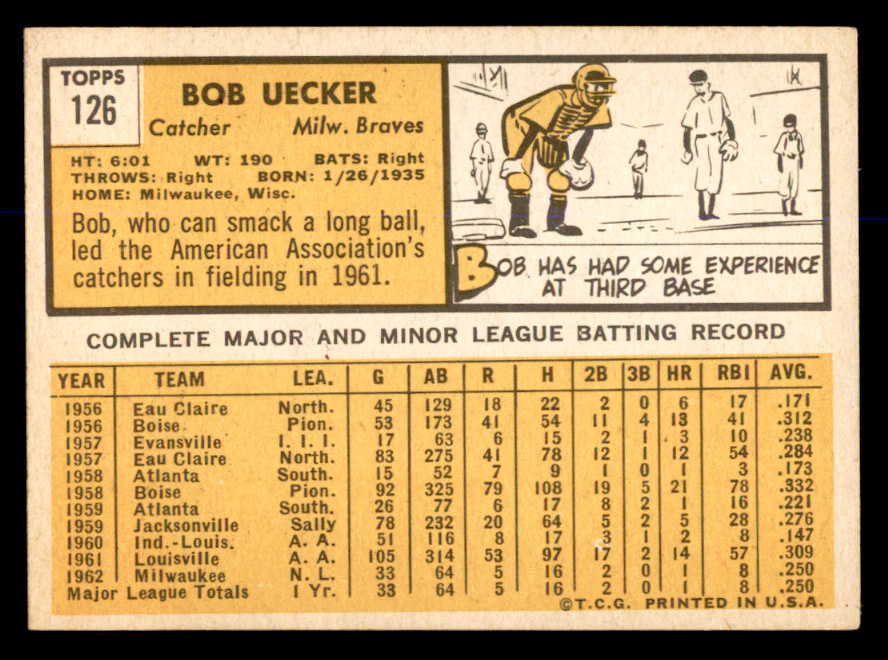 TOPPS
126
BOB UECKER
Catcher Milw. Braves
HT: 6:01 WT: 190 BATS: Right
THROWS: Right BORN: 1/26/1935
HOME: Milwaukee, Wisc.
Bob, who can smack a long ball,
led the American Association's
catchers in fielding in 1961.
BOB HAS HAD SOME EXPERIENCE
AT THIRD BASE
COMPLETE MAJOR AND MINOR LEAGUE BATTING RECORD
YEAR TEAM LEA. G AB R H 2B 3B HR RBI AVG.
1956 Eau Claire North. 45 129 18 22 2 0 6 17 .171
1956 Boise Pion. 53 173 41 54 11 4 13 41 .312
1957 Evansville I. I. I. 17 63 6 15 2 1 3 10 .238
1957 Eau Claire North. 83 275 41 78 12 1 12 54 .284
1958 Atlanta South. 15 52 7 9 1 0 1 3 .173
1958 Boise Pion. 92 325 79 108 19 5 21 78 .332
1959 Atlanta South. 26 77 6 17 8 2 1 16 .221
1959 Jacksonville Sally 78 232 20 64 5 2 5 28 .276
1960 Ind.-Louis. A. A. 51 116 8 17 3 1 2 8 .147
1961 Louisville A. A. 105 314 53 97 17 2 14 57 .309
1962 Milwaukee N. L. 33 64 5 16 2 0 1 8 .250
Major League Totals 1 Yr. 33 64 5 16 2 0 1 8 .250
©T.C.G. PRINTED IN U.S.A.